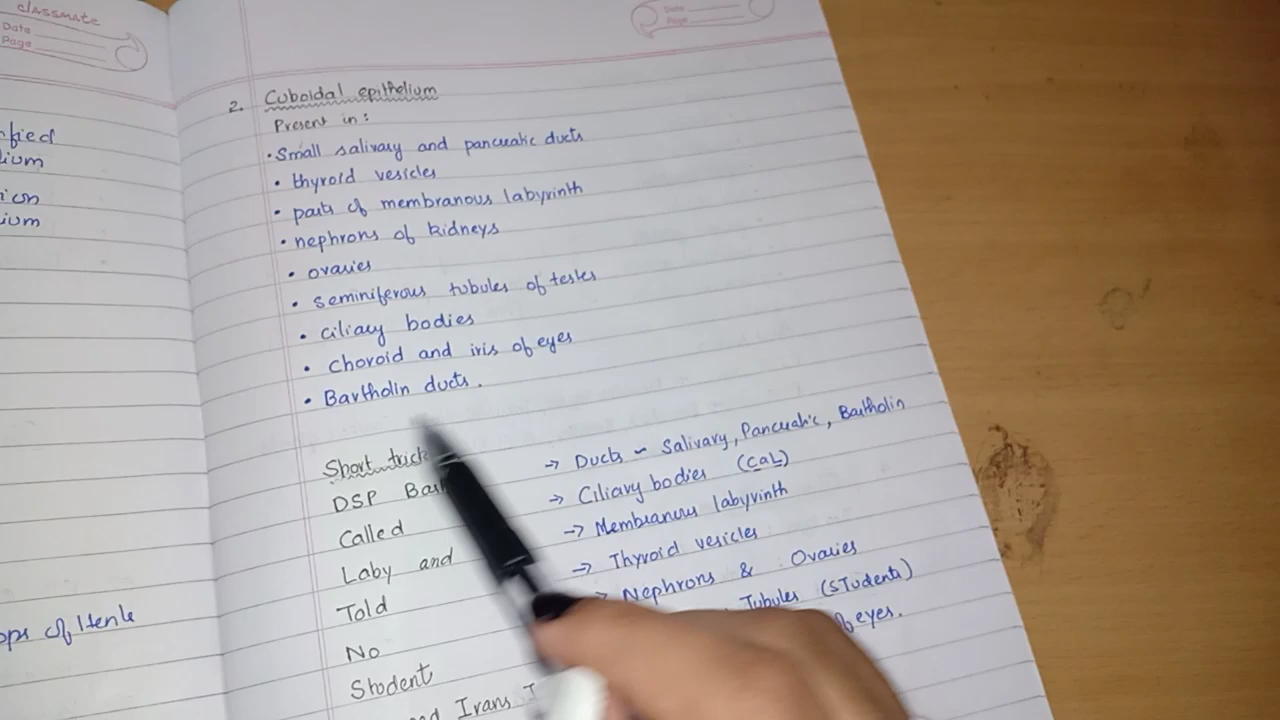 classmate
Date
Page
Date
Page
fied
ium
ion
ium
2. Cuboidal epithelium
Present in:
• Small salivary and pancreatic ducts
• thyroid vesicles
• parts of membranous labyrinth
• nephrons of kidneys
• ovaries
• seminiferous tubules of testes
• ciliary bodies
• choroid and iris of eyes
• Bartholin ducts.
Short trick
DSP → Ducts - Salivary, Pancreatic, Bartholin
Called → Ciliary bodies (CaL)
Laby and → Membranous labyrinth
Told → Thyroid vesicles
No → Nephrons & Ovaries
Student Tubules (STudent)
of eyes.
of Henle